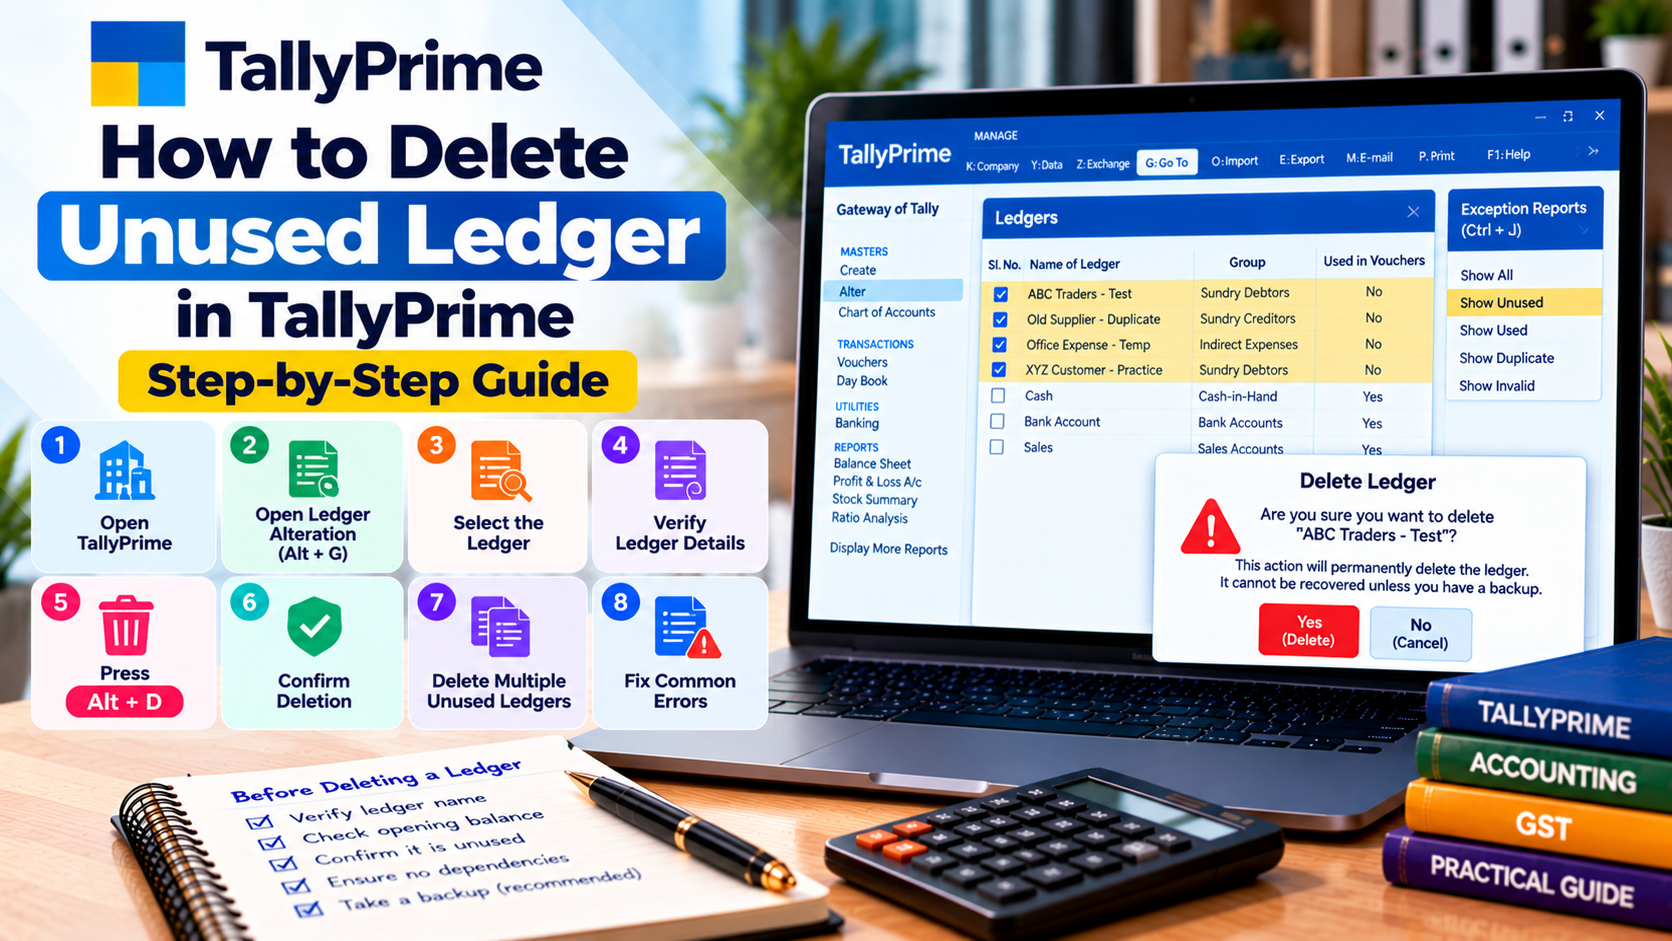 TallyPrime
How to Delete
Unused Ledger
in TallyPrime
Step-by-Step Guide
1
Open
TallyPrime
2
Open Ledger
Alteration
(Alt + G)
3
Select the
Ledger
4
Verify
Ledger Details
5
Press
Alt + D
6
Confirm
Deletion
7
Delete Multiple
Unused Ledgers
8
Fix Common
Errors
Before Deleting a Ledger
Verify ledger name
Check opening balance
Confirm it is unused
Ensure no dependencies
Take a backup (recommended)
TallyPrime
MANAGE
K: Company Y: Data Z: Exchange G: Go To O: Import E: Export M: E-mail P. Print F1: Help
Gateway of Tally
MASTERS
Create
Alter
Chart of Accounts
TRANSACTIONS
Vouchers
Day Book
UTILITIES
Banking
REPORTS
Balance Sheet
Profit & Loss A/c
Stock Summary
Ratio Analysis
Display More Reports
Ledgers
Sl. No. Name of Ledger Group Used in Vouchers
ABC Traders - Test Sundry Debtors No
Old Supplier - Duplicate Sundry Creditors No
Office Expense - Temp Indirect Expenses No
XYZ Customer - Practice Sundry Debtors No
Cash Cash-in-Hand Yes
Bank Account Bank Accounts Yes
Sales Sales Accounts Yes
Exception Reports
(Ctrl + J)
Show All
Show Unused
Show Used
Show Duplicate
Show Invalid
Delete Ledger
Are you sure you want to delete
"ABC Traders - Test"?
This action will permanently delete the ledger.
It cannot be recovered unless you have a backup.
Yes
(Delete)
No
(Cancel)
TALLYPRIME
ACCOUNTING
GST
PRACTICAL GUIDE